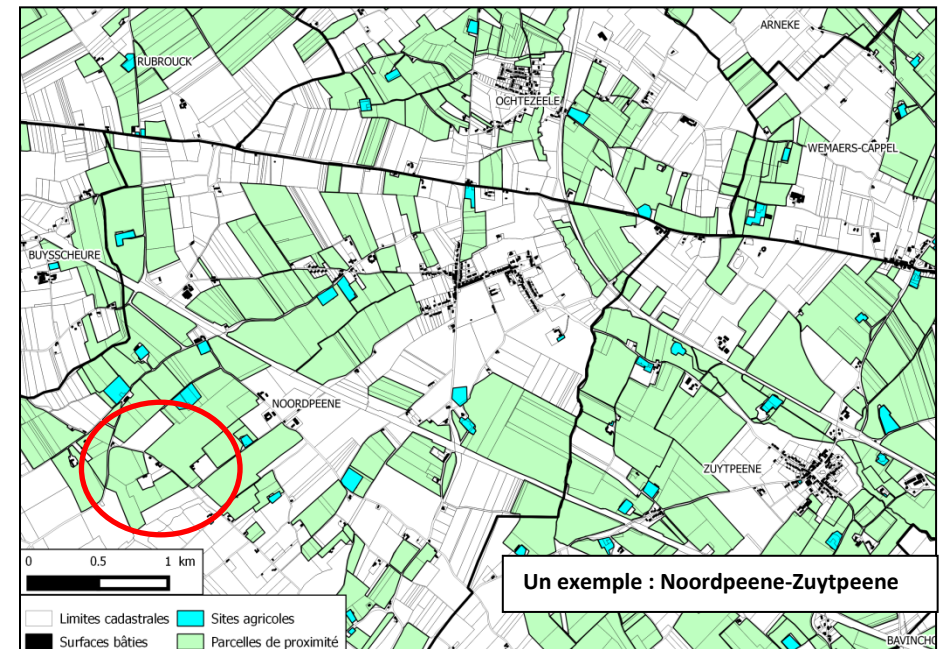 ARNEKE
RUBROUCK
OCHTEZEELE
WEMAERS-CAPPEL
BUYSSCHEURE
NOORDPEENE
ZUYTPEENE
0 0.5 1 km
Un exemple : Noordpeene-Zuytpeene
Limites cadastrales Sites agricoles
Surfaces bâties Parcelles de proximité
BAVINCHO